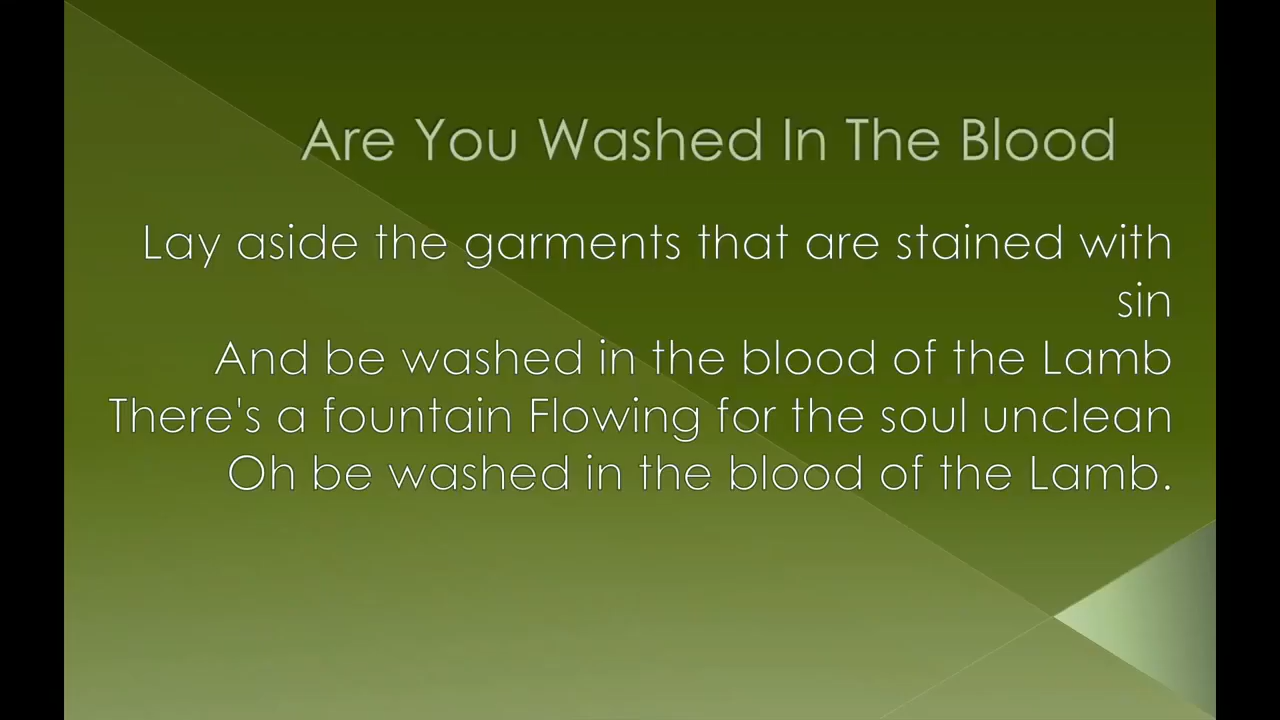 Are You Washed In The Blood
Lay aside the garments that are stained with
sin
And be washed in the blood of the Lamb
There's a fountain Flowing for the soul unclean
Oh be washed in the blood of the Lamb.